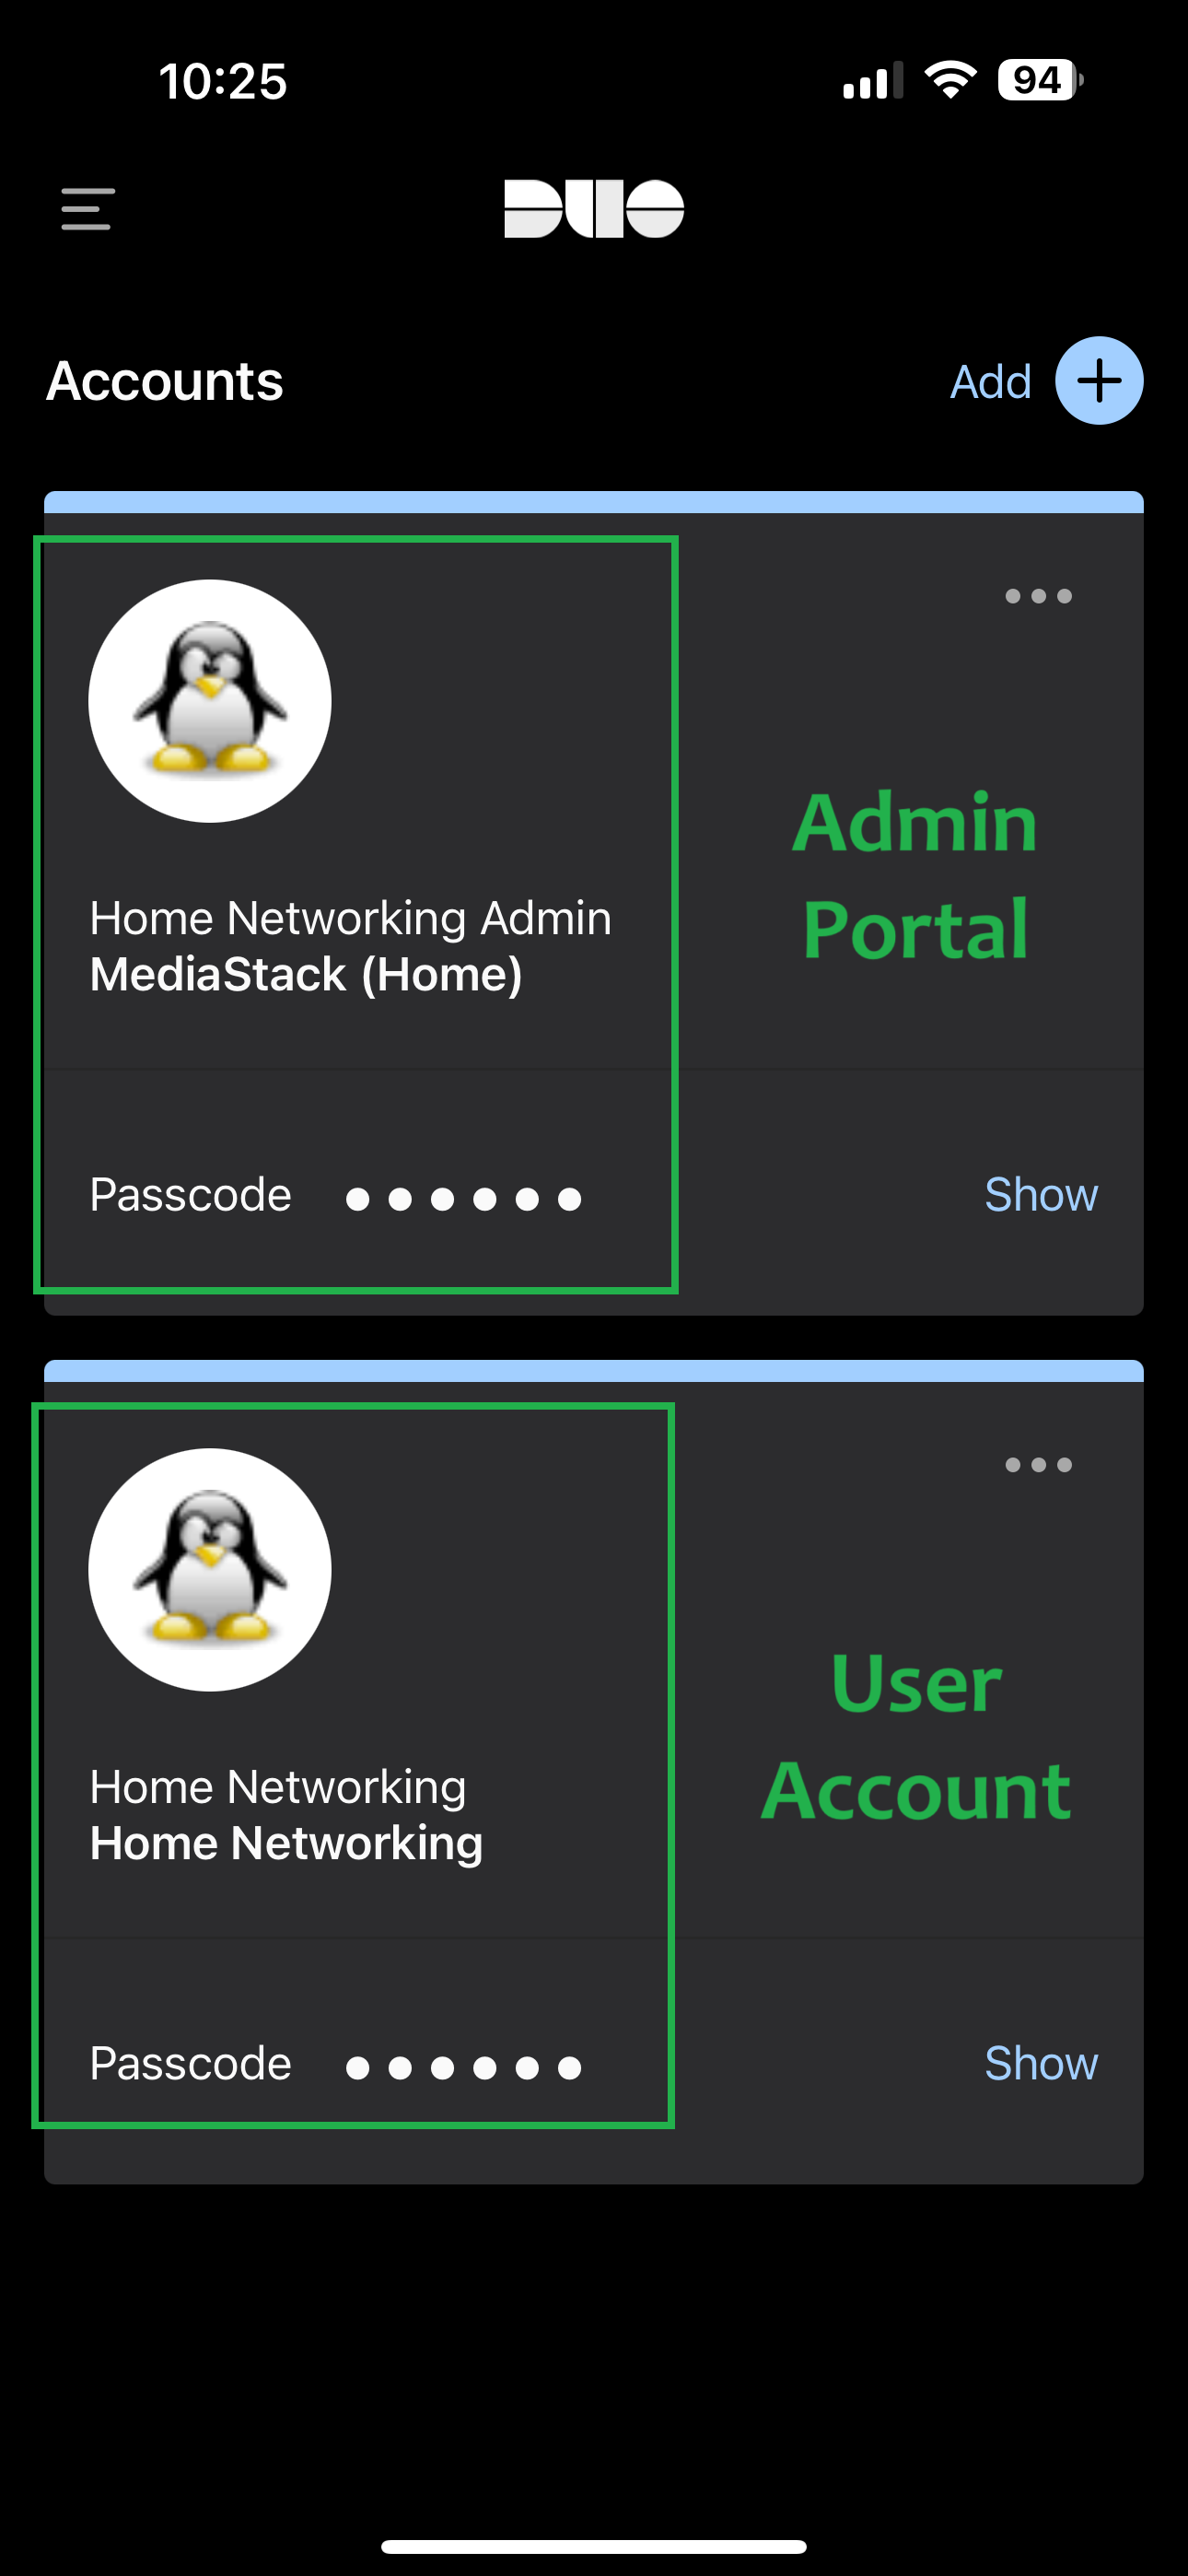 10:25
94
DUO
Accounts
Add
Home Networking Admin
MediaStack (Home)
Admin
Portal
Passcode ●●●●●●
Show
Home Networking
Home Networking
User
Account
Passcode ●●●●●●
Show